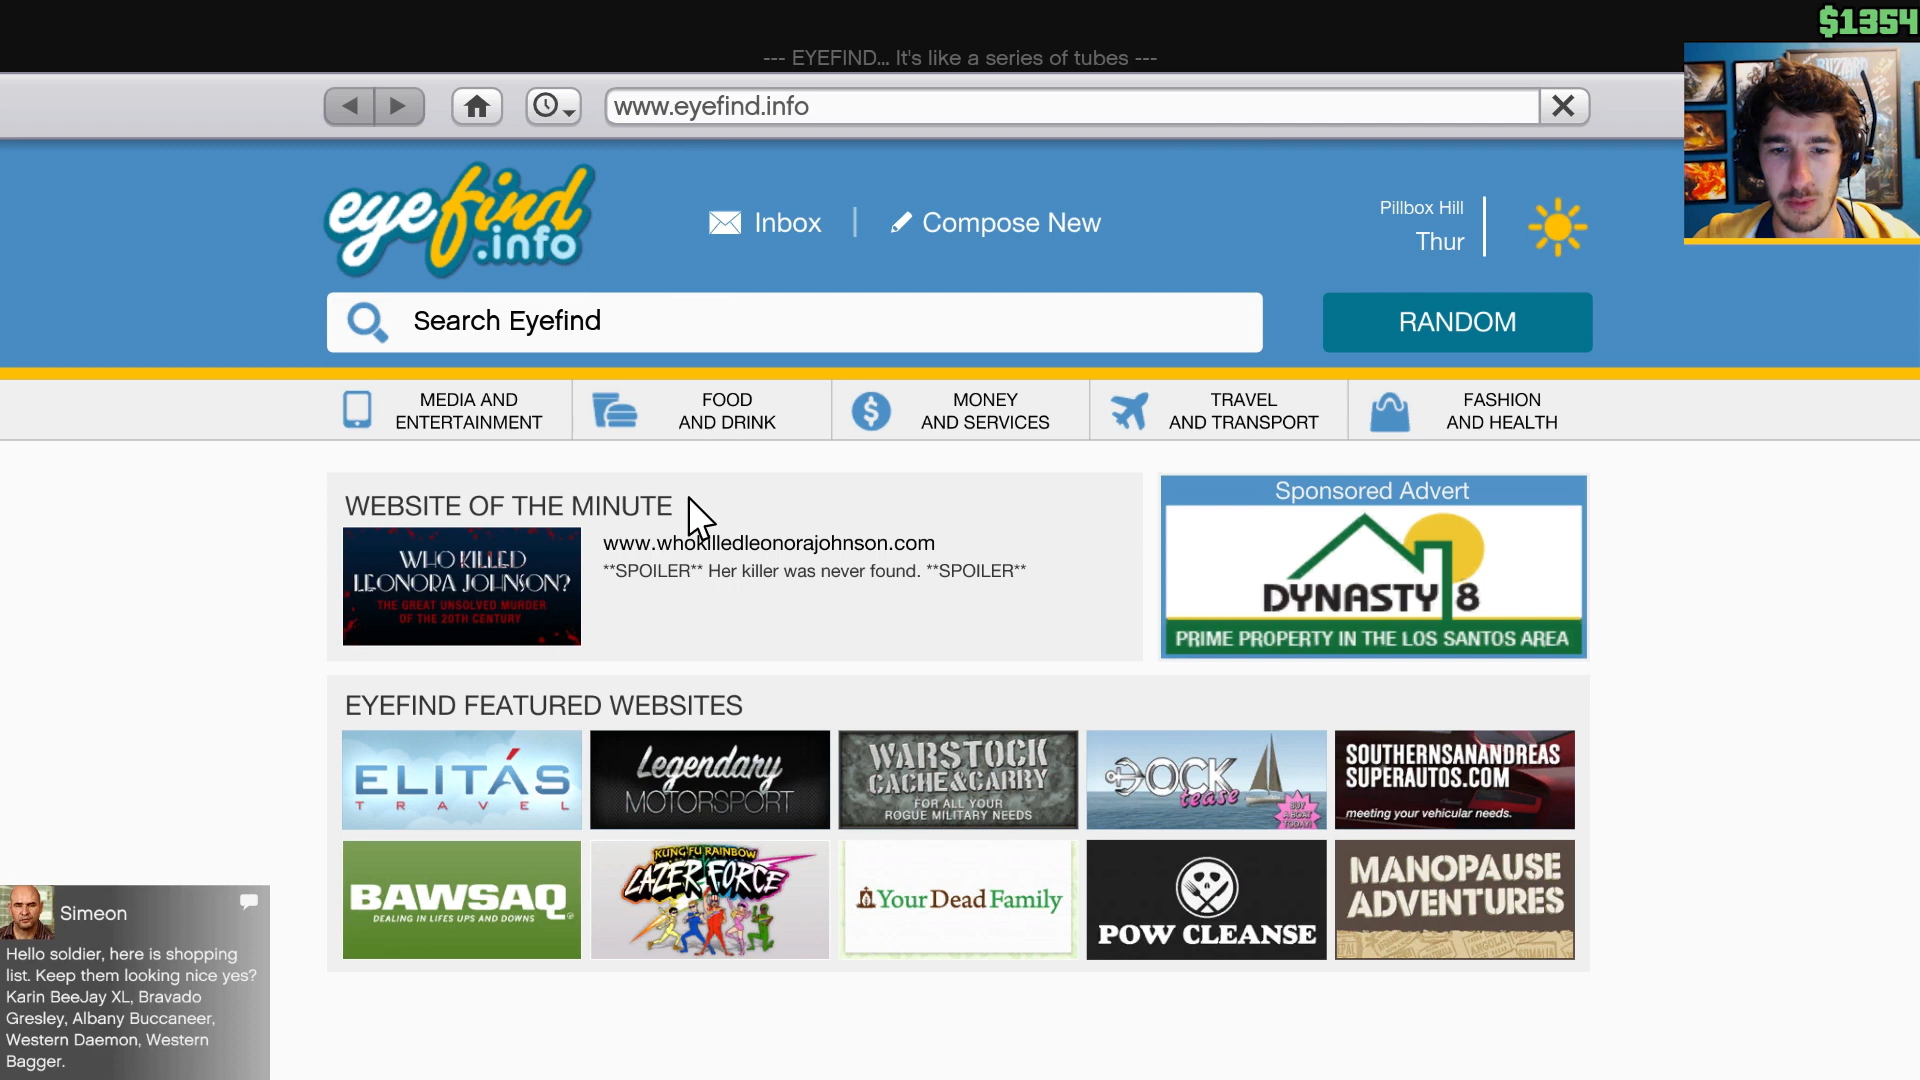 $1354
--- EYEFIND... It's like a series of tubes ---
www.eyefind.info
eyefind
.info
Inbox
Compose New
Pillbox Hill
Thur
Search Eyefind
RANDOM
MEDIA AND
ENTERTAINMENT
FOOD
AND DRINK
MONEY
AND SERVICES
TRAVEL
AND TRANSPORT
FASHION
AND HEALTH
WEBSITE OF THE MINUTE
WHO KILLED
LEONORA JOHNSON?
THE GREAT UNSOLVED MURDER
OF THE 20TH CENTURY
www.whokilledleonorajohnson.com
**SPOILER** Her killer was never found. **SPOILER**
Sponsored Advert
DYNASTY 8
PRIME PROPERTY IN THE LOS SANTOS AREA
EYEFIND FEATURED WEBSITES
ELITÁS
TRAVEL
Legendary
MOTORSPORT
WARSTOCK
CACHE&CARRY
FOR ALL YOUR
ROGUE MILITARY NEEDS
DOCK
tease
BUY
A BOAT
TODAY!
SOUTHERNSANANDREAS
SUPERAUTOS.COM
meeting your vehicular needs.
BAWSAQ
DEALING IN LIFES UPS AND DOWNS
KUNG FU RAINBOW
LAZER FORCE
Your Dead Family
POW CLEANSE
MANOPAUSE
ADVENTURES
ANGOLA
SOMALIA
Simeon
Hello soldier, here is shopping
list. Keep them looking nice yes?
Karin BeeJay XL, Bravado
Gresley, Albany Buccaneer,
Western Daemon, Western
Bagger.